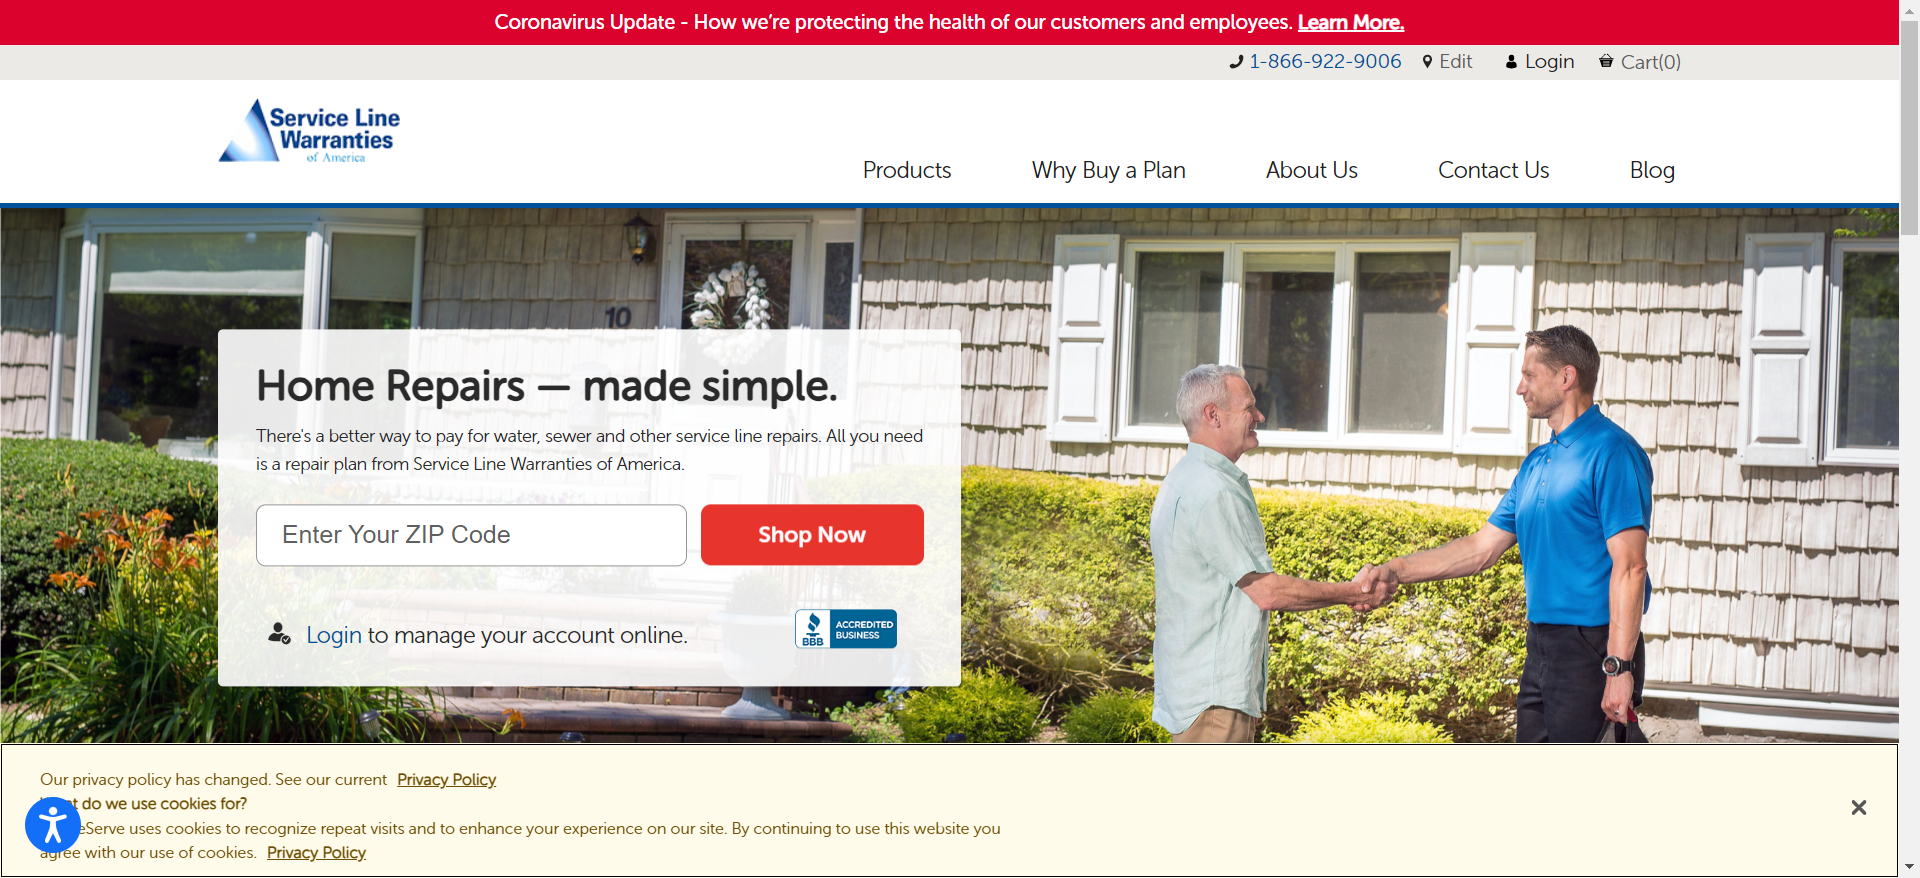 Coronavirus Update - How we're protecting the health of our customers and employees. Learn More.
1-866-922-9006 Edit Login Cart(0)
Service Line
Warranties
of America
Products Why Buy a Plan About Us Contact Us Blog
10
Home Repairs — made simple.
There's a better way to pay for water, sewer and other service line repairs. All you need
is a repair plan from Service Line Warranties of America.
Enter Your ZIP Code Shop Now
Login to manage your account online.
BBB ACCREDITED
BUSINESS
Our privacy policy has changed. See our current Privacy Policy
do we use cookies for?
uses cookies to recognize repeat visits and to enhance your experience on our site. By continuing to use this website you
agree with our use of cookies. Privacy Policy